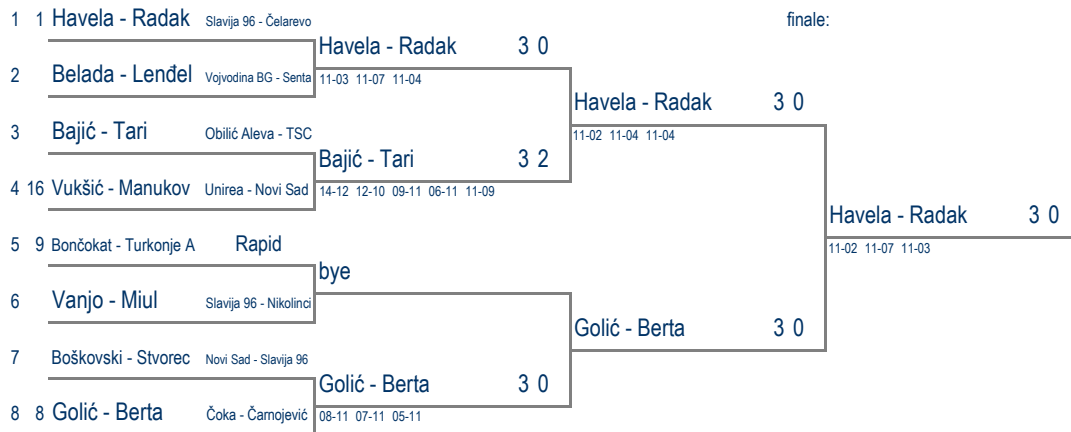 1 1 Havela - Radak Slavija 96 - Čelarevo
finale:
Havela - Radak 3 0
2 Belada - Lenđel Vojvodina BG - Senta
11-03 11-07 11-04
Havela - Radak 3 0
3 Bajić - Tari Obilić Aleva - TSC
11-02 11-04 11-04
Bajić - Tari 3 2
4 16 Vukšić - Manukov Unirea - Novi Sad
14-12 12-10 09-11 06-11 11-09
Havela - Radak 3 0
5 9 Bončokat - Turkonje A Rapid
11-02 11-07 11-03
bye
6 Vanjo - Miul Slavija 96 - Nikolinci
Golić - Berta 3 0
7 Boškovski - Stvorec Novi Sad - Slavija 96
Golić - Berta 3 0
8 8 Golić - Berta Čoka - Čarnojević
08-11 07-11 05-11